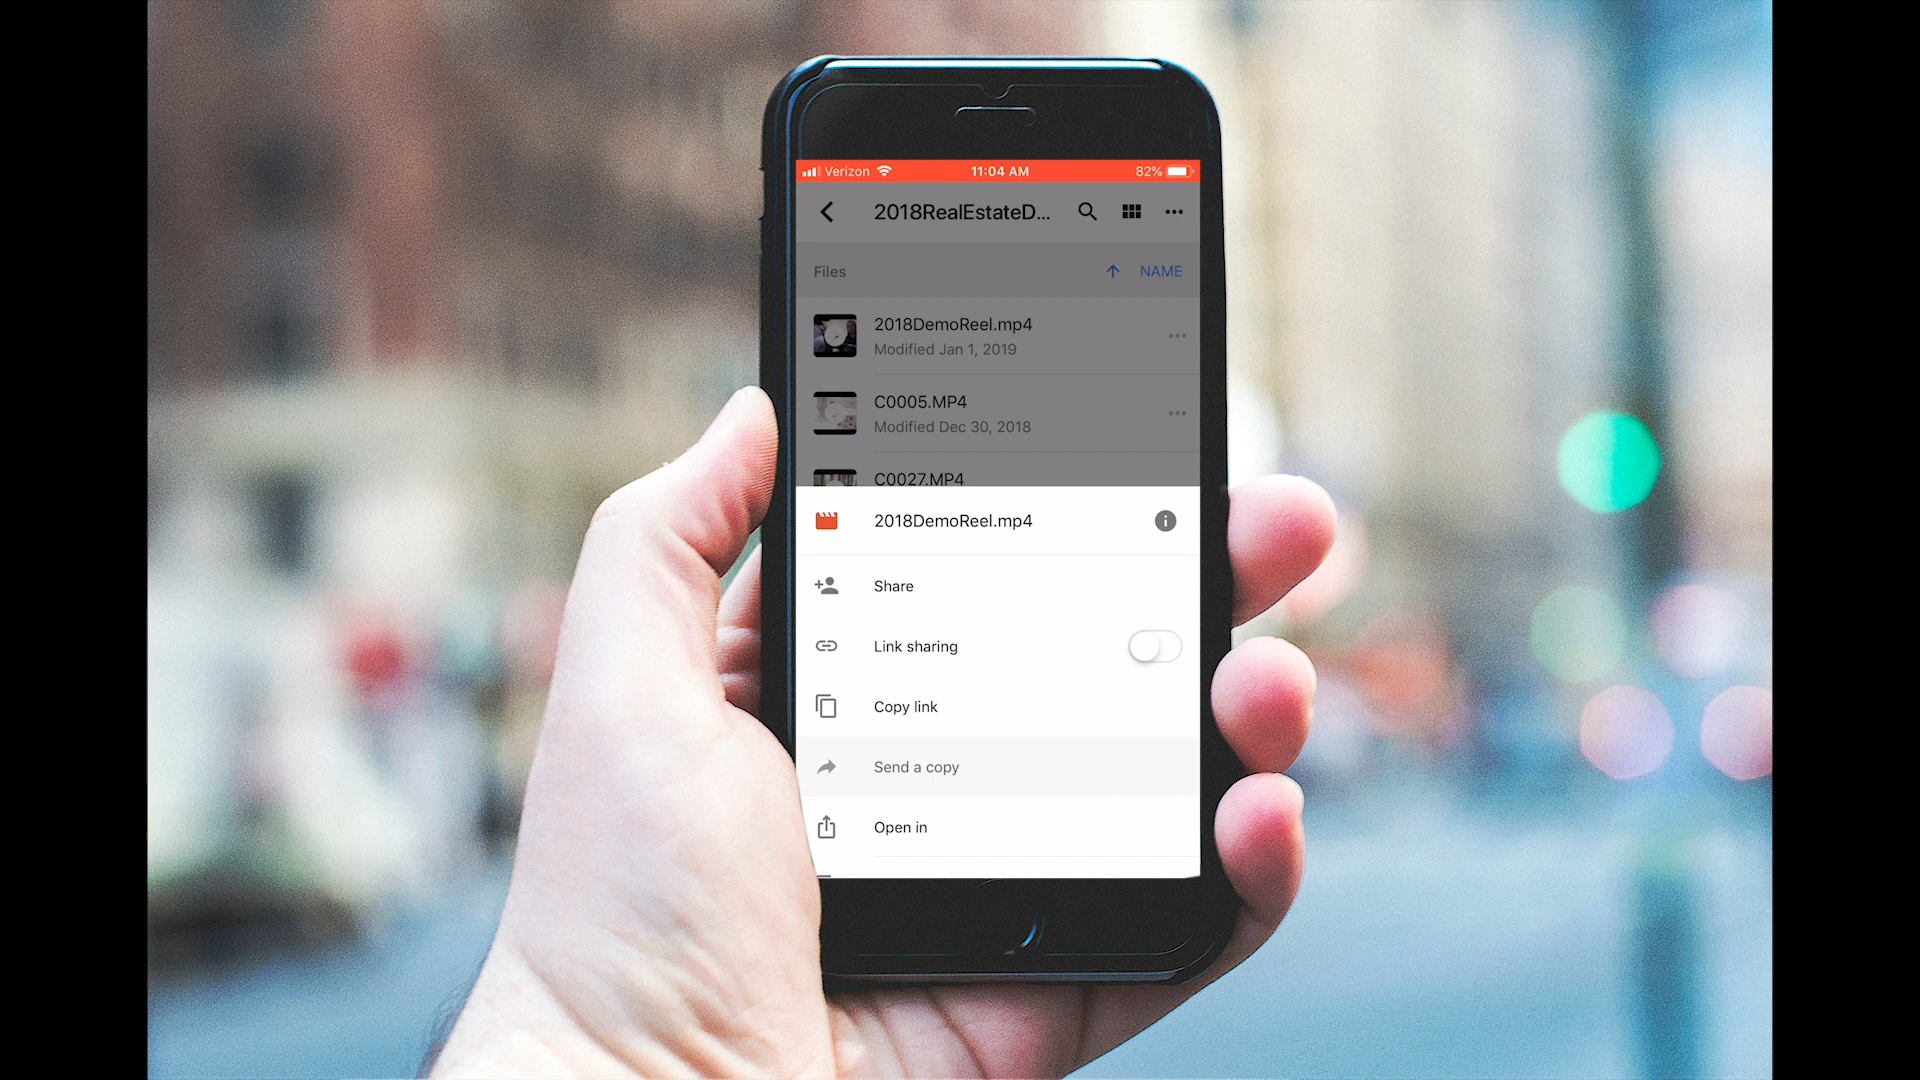 Verizon 11:04 AM 82%
2018RealEstateD...
Files NAME
2018DemoReel.mp4
Modified Jan 1, 2019
C0005.MP4
Modified Dec 30, 2018
C0027.MP4
2018DemoReel.mp4
Share
Link sharing
Copy link
Send a copy
Open in